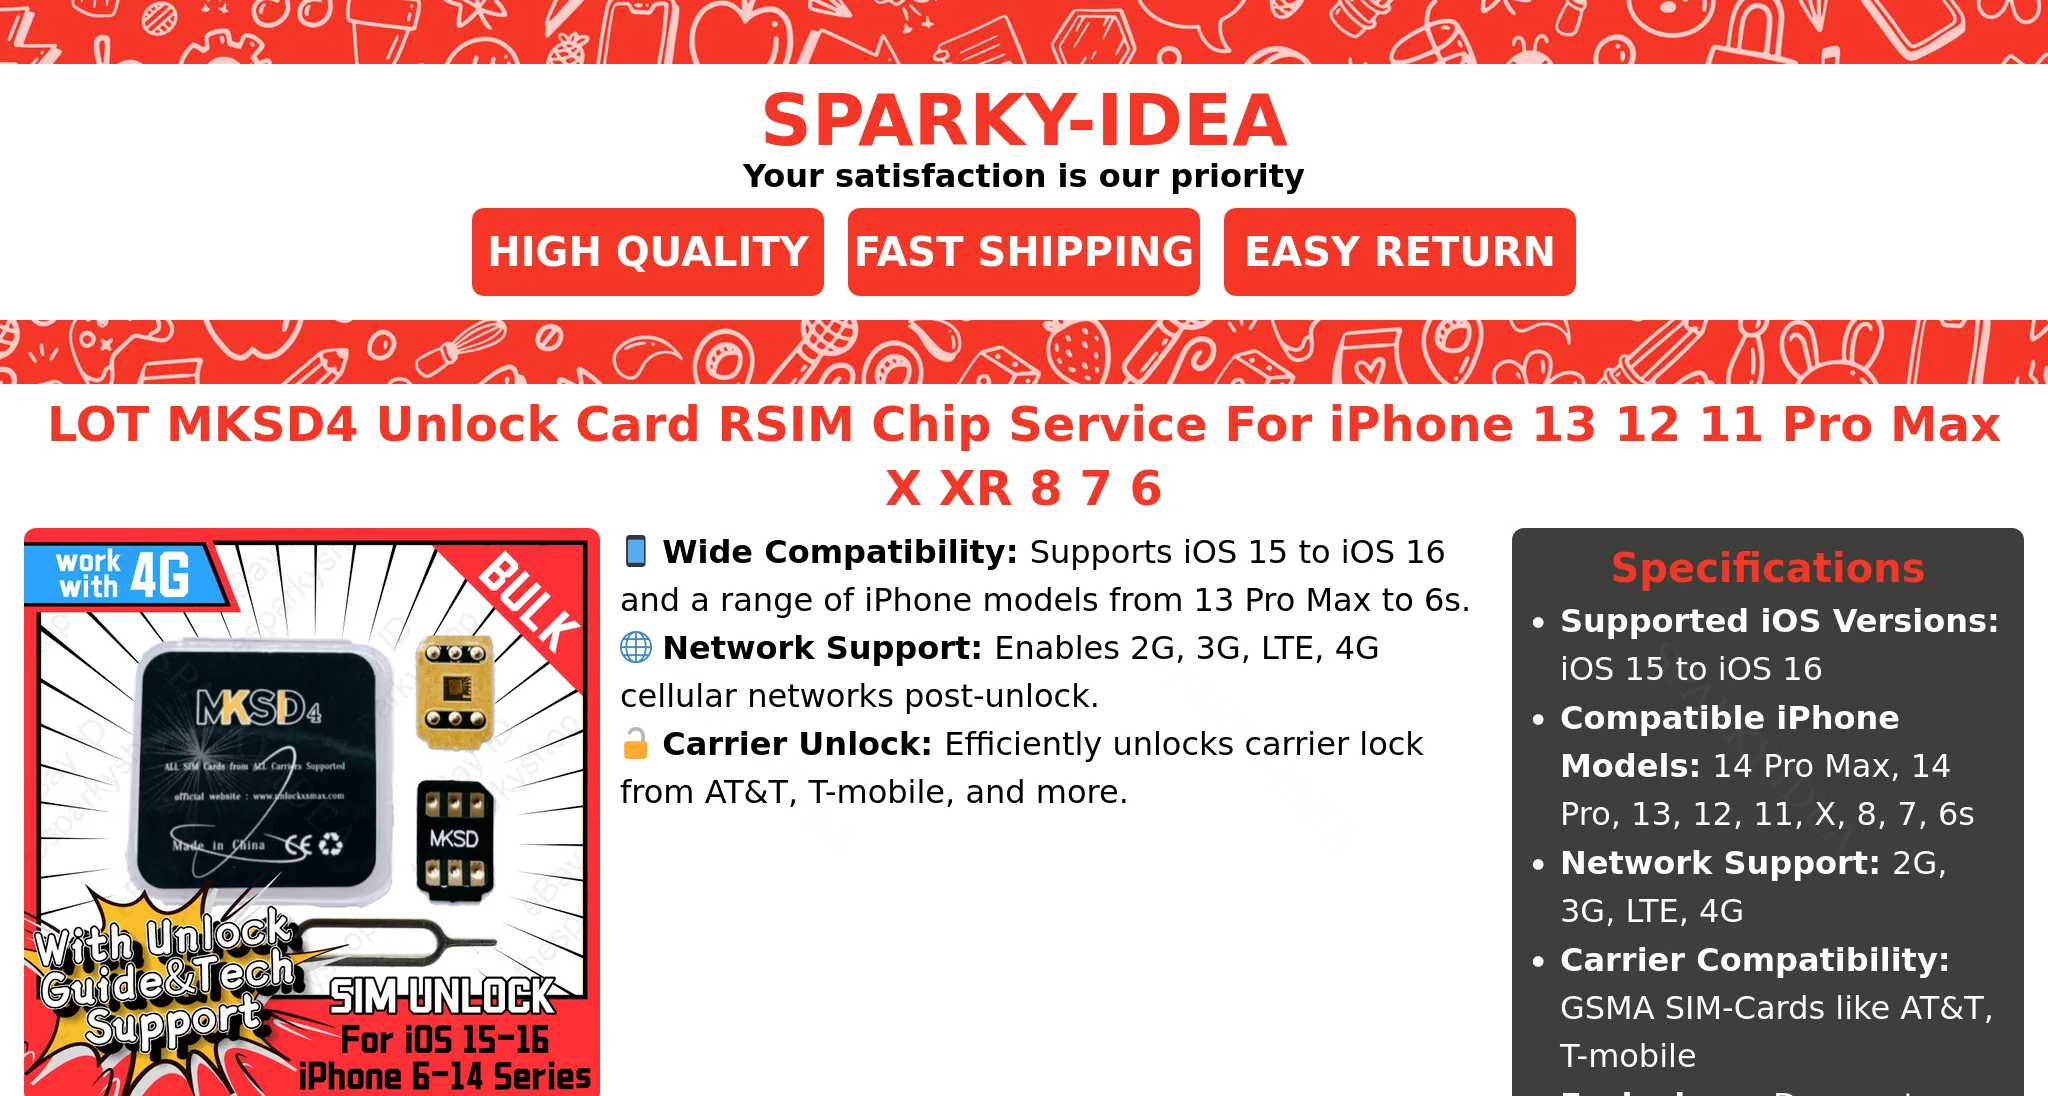 SPARKY-IDEA
Your satisfaction is our priority
HIGH QUALITY
FAST SHIPPING
EASY RETURN
LOT MKSD4 Unlock Card RSIM Chip Service For iPhone 13 12 11 Pro Max
X XR 8 7 6
work
with 4G
BULK
MKSD4
ALL SIM Cards from ALL Carriers Supported
official website : www.unlockxsmax.com
Made in China CE
MKSD
With Unlock
Guide&Tech
Support
SIM UNLOCK
For iOS 15-16
iPhone 6-14 Series
Wide Compatibility: Supports iOS 15 to iOS 16
and a range of iPhone models from 13 Pro Max to 6s.
Network Support: Enables 2G, 3G, LTE, 4G
cellular networks post-unlock.
Carrier Unlock: Efficiently unlocks carrier lock
from AT&T, T-mobile, and more.
Specifications
• Supported iOS Versions:
iOS 15 to iOS 16
• Compatible iPhone
Models: 14 Pro Max, 14
Pro, 13, 12, 11, X, 8, 7, 6s
• Network Support: 2G,
3G, LTE, 4G
• Carrier Compatibility:
GSMA SIM-Cards like AT&T,
T-mobile